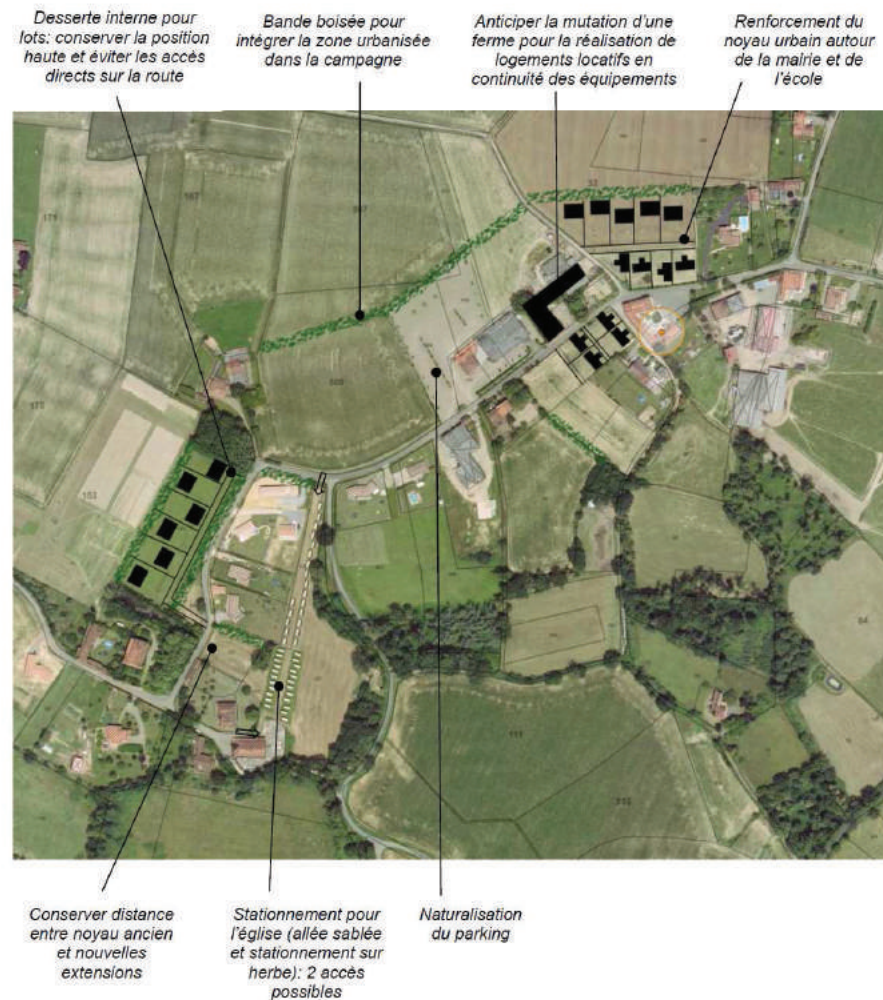 Desserte interne pour
lots: conserver la position
haute et éviter les accès
directs sur la route
Bande boisée pour
intégrer la zone urbanisée
dans la campagne
Anticiper la mutation d'une
ferme pour la réalisation de
logements locatifs en
continuité des équipements
Renforcement du
noyau urbain autour
de la mairie et de
l'école
Conserver distance
entre noyau ancien
et nouvelles
extensions
Stationnement pour
l'église (allée sablée
et stationnement sur
herbe): 2 accès
possibles
Naturalisation
du parking